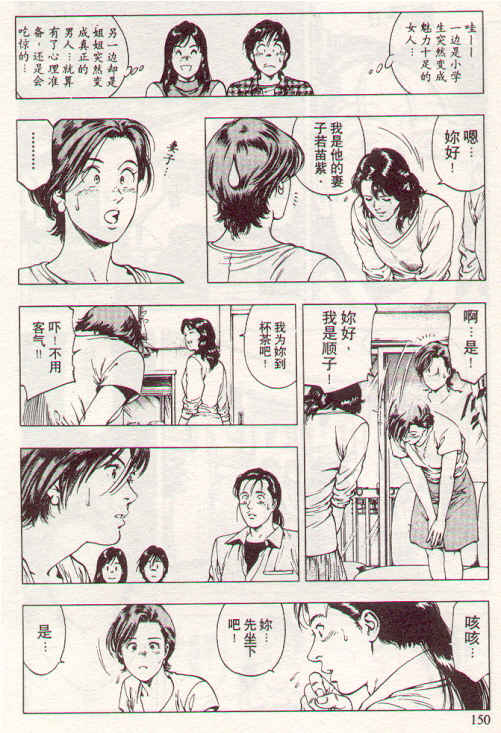 哇──
一边是小学
生突然变成
魅力十足的
女人…
另一边却是
姐姐突然变
成真正的
男人…就算
有了心理准
备，还是会
吃惊的…
嗯…
妳好！
我是他的妻
子若苗紫．
妻子…
………
啊…是！
妳好，
我是顺子！
我为妳到
杯茶吧！
吓！不用
客气!!
咳咳…
妳…
先坐下
吧！
是…
150